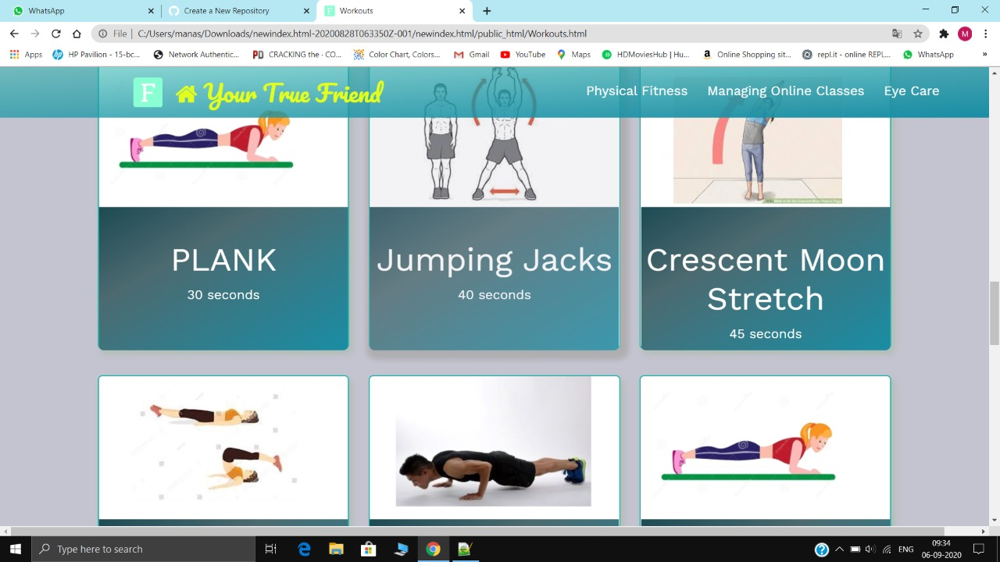 WhatsApp
Create a New Repository
Workouts
File | C:/Users/manas/Downloads/newindex.html-20200828T063350Z-001/newindex.html/public_html/Workouts.html
M
Apps
HP Pavilion - 15-bc...
Network Authentic...
PD CRACKING the · CO...
Color Chart, Colors...
Gmail
YouTube
Maps
HDMoviesHub | Hu...
Online Shopping sit...
repl.it - online REPL...
WhatsApp
»
F Your True Friend
Physical Fitness
Managing Online Classes
Eye Care
PLANK
30 seconds
Jumping Jacks
40 seconds
Crescent Moon
Stretch
45 seconds
Type here to search
ENG
09:34
06-09-2020